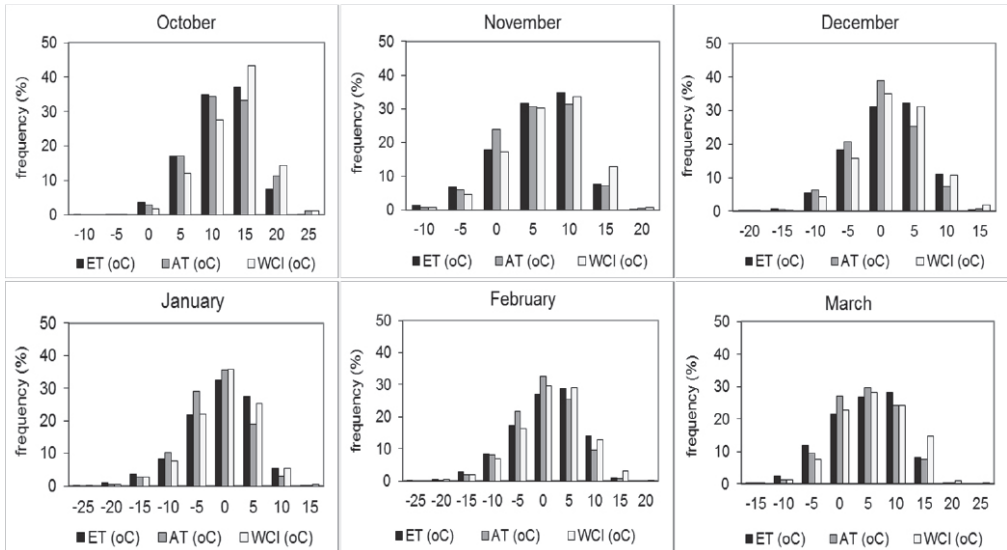 October
frequency (%)
50
40
30
20
10
0
-10 -5 0 5 10 15 20 25
ET (oC) AT (oC) WCI (oC)
November
frequency (%)
50
40
30
20
10
0
-10 -5 0 5 10 15 20
ET (oC) AT (oC) WCI (oC)
December
frequency (%)
50
40
30
20
10
0
-20 -15 -10 -5 0 5 10 15
ET (oC) AT (oC) WCI (oC)
January
frequency (%)
50
40
30
20
10
0
-25 -20 -15 -10 -5 0 5 10 15
ET (oC) AT (oC) WCI (oC)
February
frequency (%)
50
40
30
20
10
0
-25 -20 -15 -10 -5 0 5 10 15 20
ET (oC) AT (oC) WCI (oC)
March
frequency (%)
50
40
30
20
10
0
-15 -10 -5 0 5 10 15 20 25
ET (oC) AT (oC) WCI (oC)